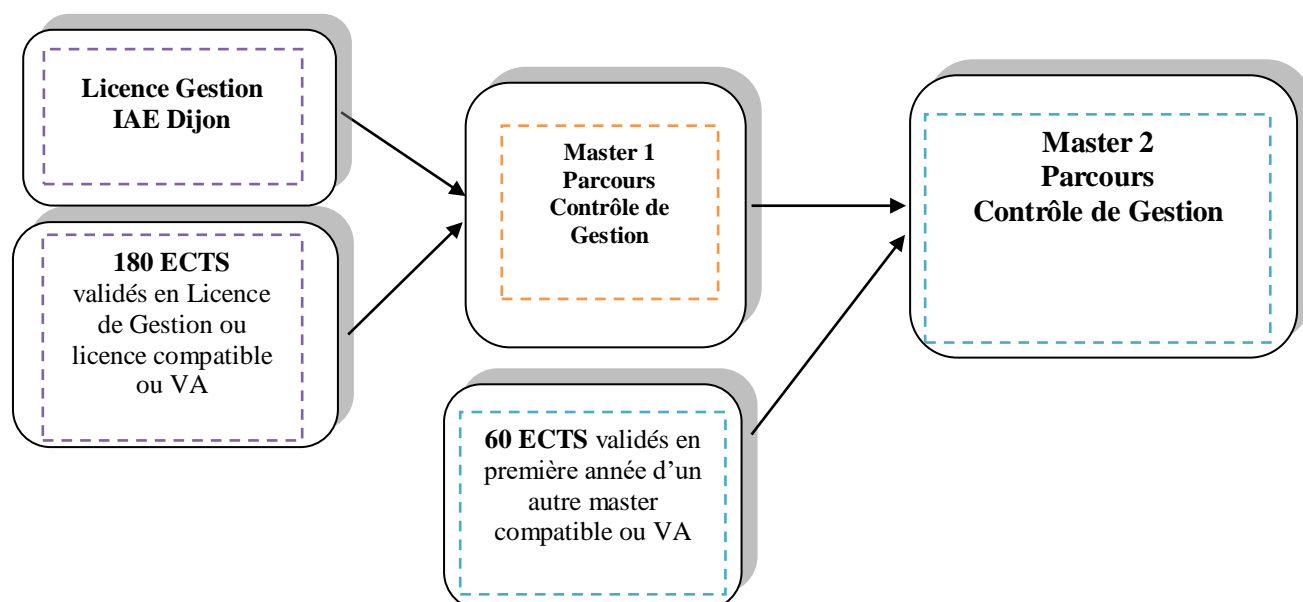 Licence Gestion
IAE Dijon
180 ECTS
validés en Licence
de Gestion ou
licence compatible
ou VA
Master 1
Parcours
Contrôle de
Gestion
60 ECTS validés en
première année d’un
autre master
compatible ou VA
Master 2
Parcours
Contrôle de Gestion